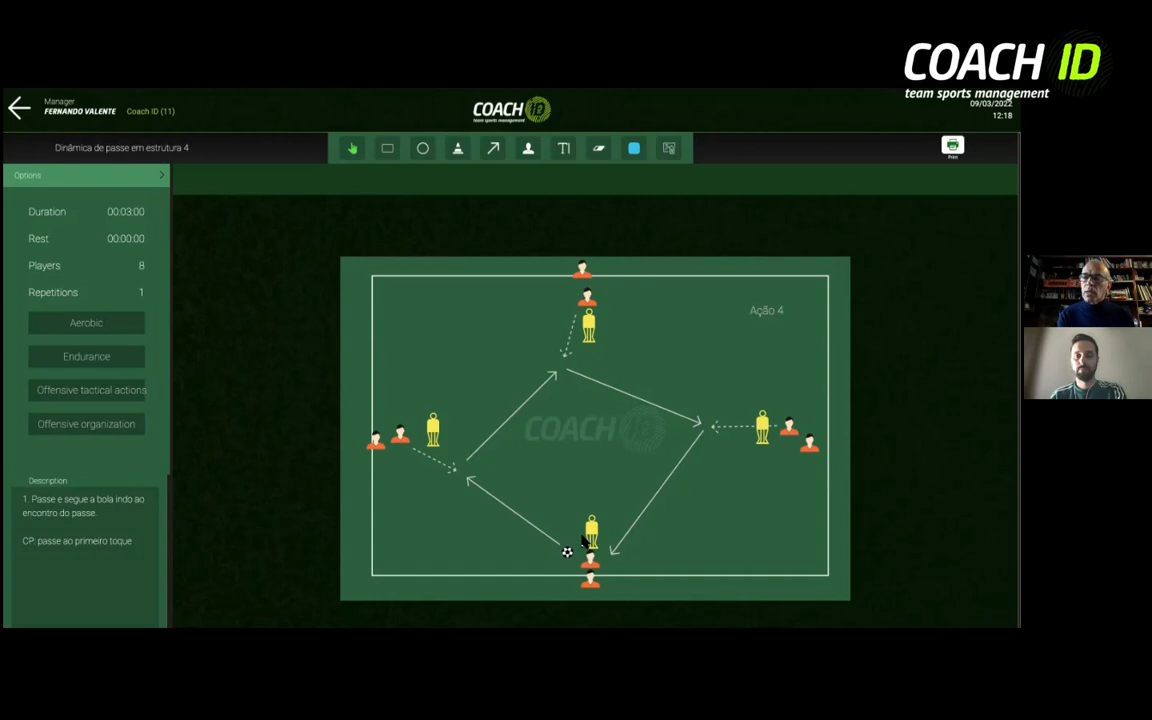 COACH ID
team sports management
09/03/2022
12:18
Manager
FERNANDO VALENTE
Coach ID (11)
COACH ID
team sports management
Dinâmica de passe em estrutura 4
TI
Print
Options
Duration 00:03:00
Rest 00:00:00
Players 8
Repetitions 1
Aerobic
Endurance
Offensive tactical actions
Offensive organization
Description
1. Passe e segue a bola indo ao
encontro do passe.
CP: passe ao primeiro toque
Ação 4
COACH ID